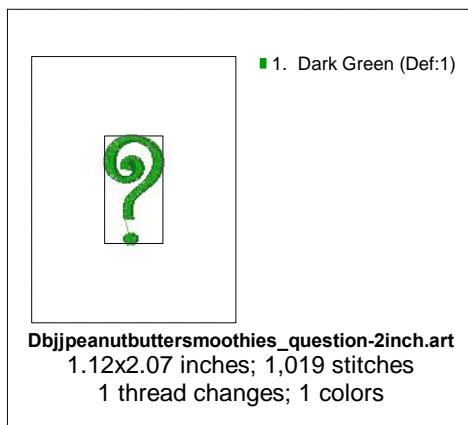 1. Dark Green (Def:1)
Dbjjpeanutbuttersmoothies_question-2inch.art
1.12x2.07 inches; 1,019 stitches
1 thread changes; 1 colors